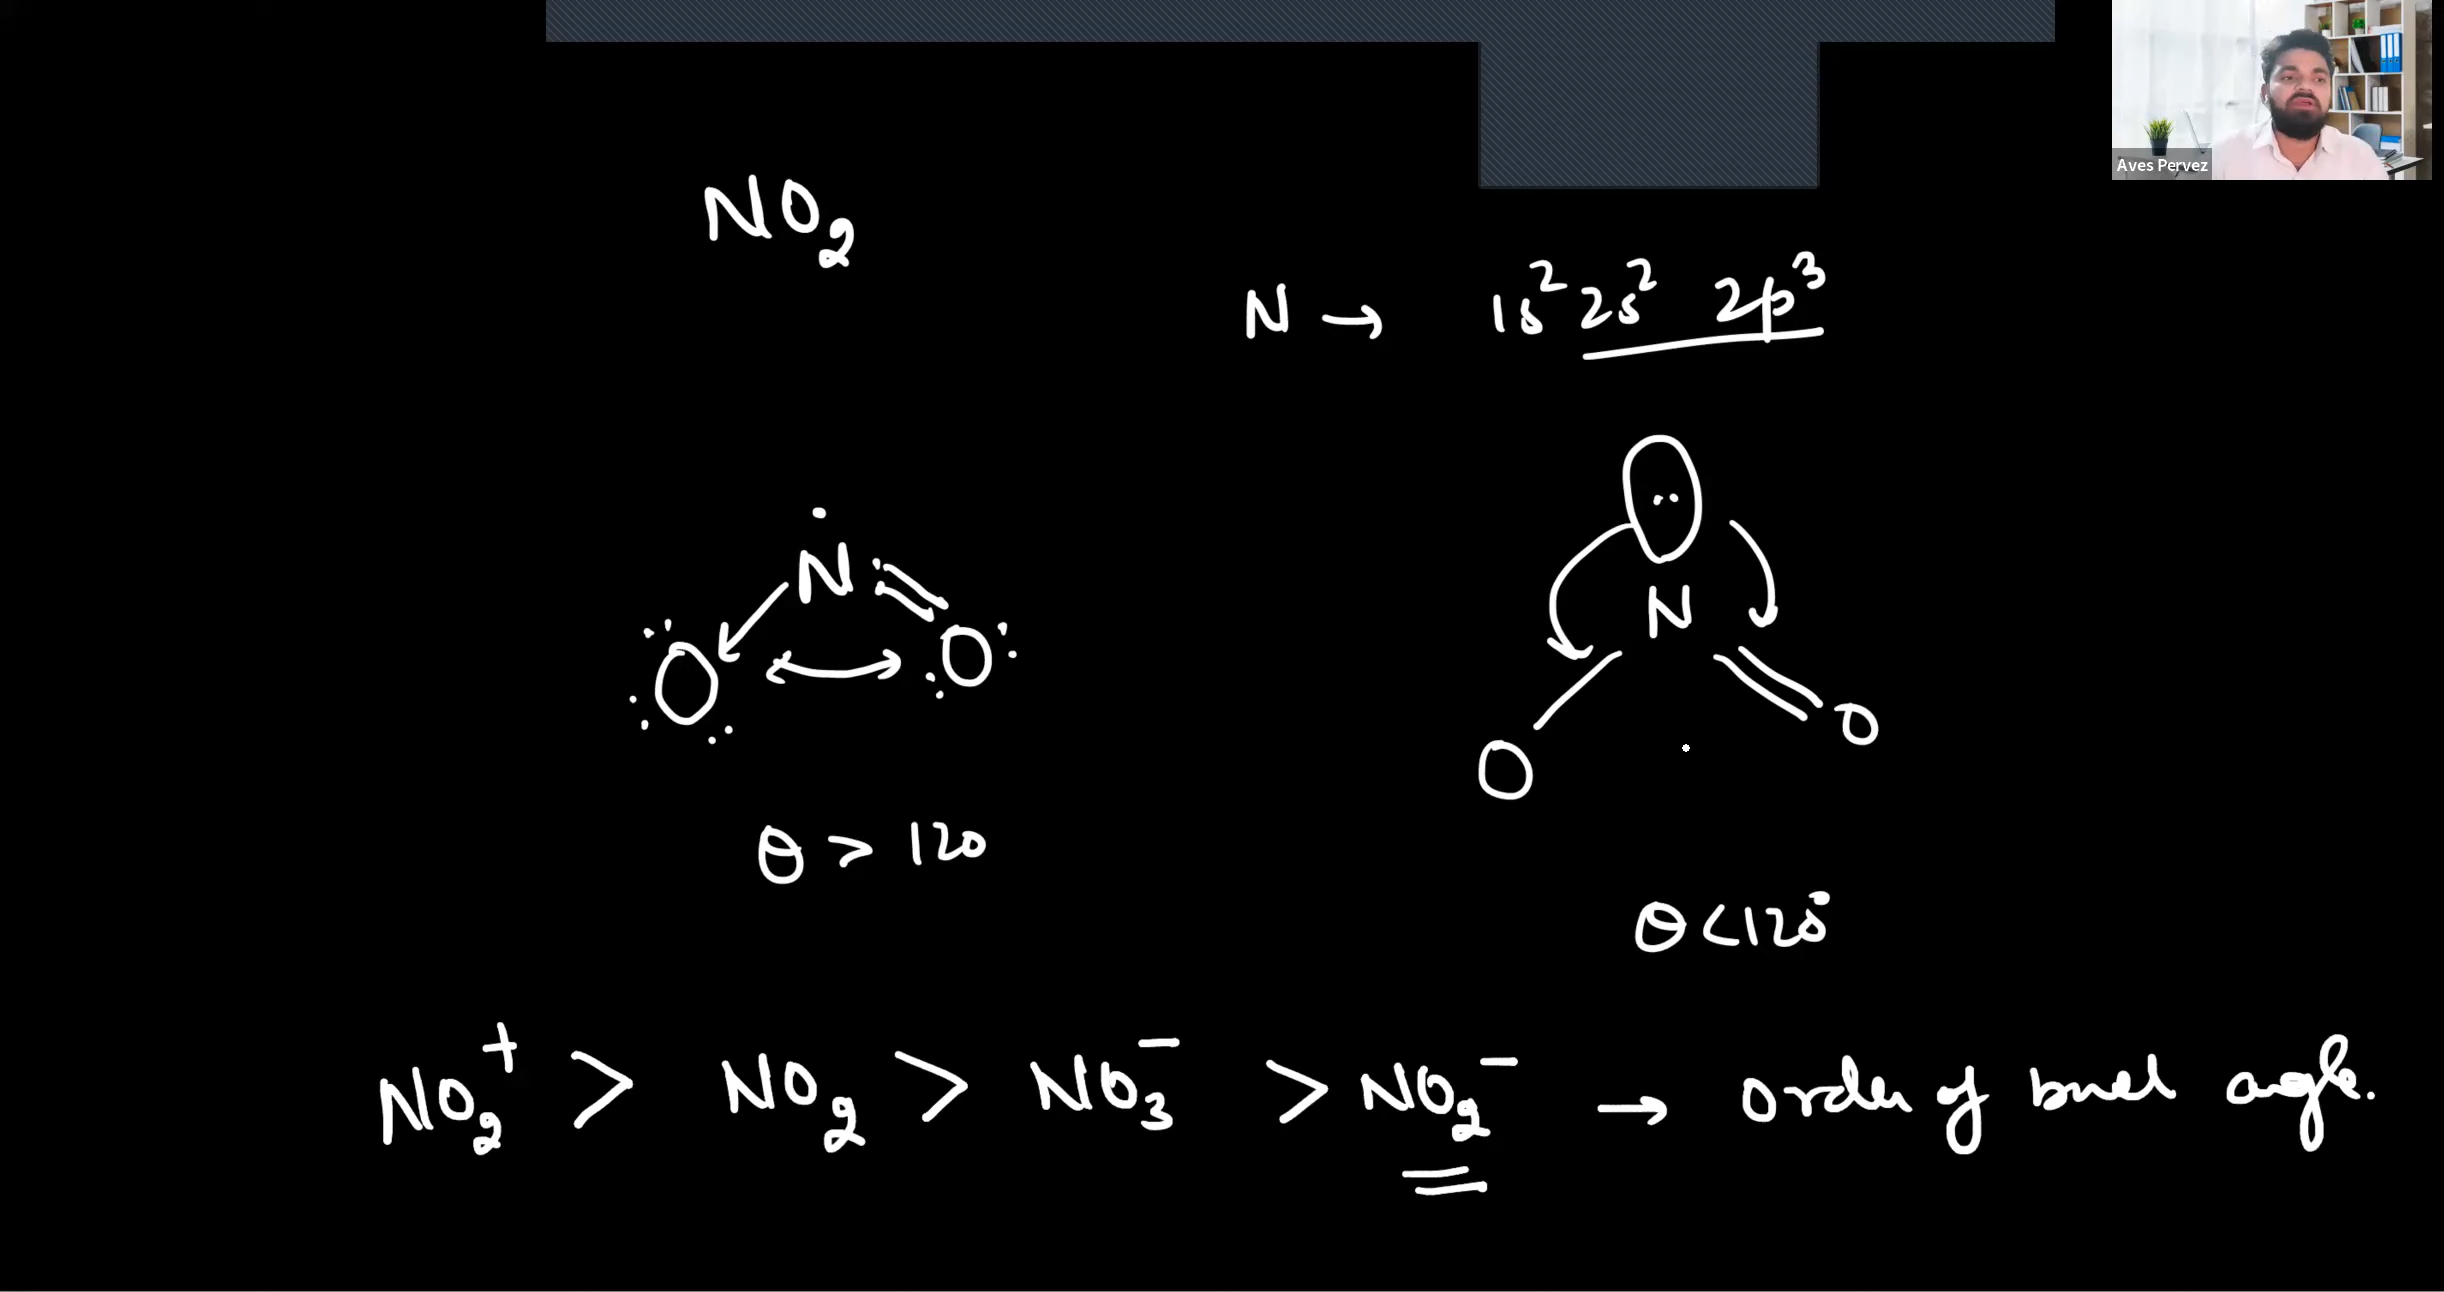 Aves Pervez
NO₂
N → 1s² 2s² 2p³
N
O O
N
O O
θ > 120
θ < 120°
NO₂⁺ > NO₂ > NO₃⁻ > NO₂⁻ → Order of bond angle.